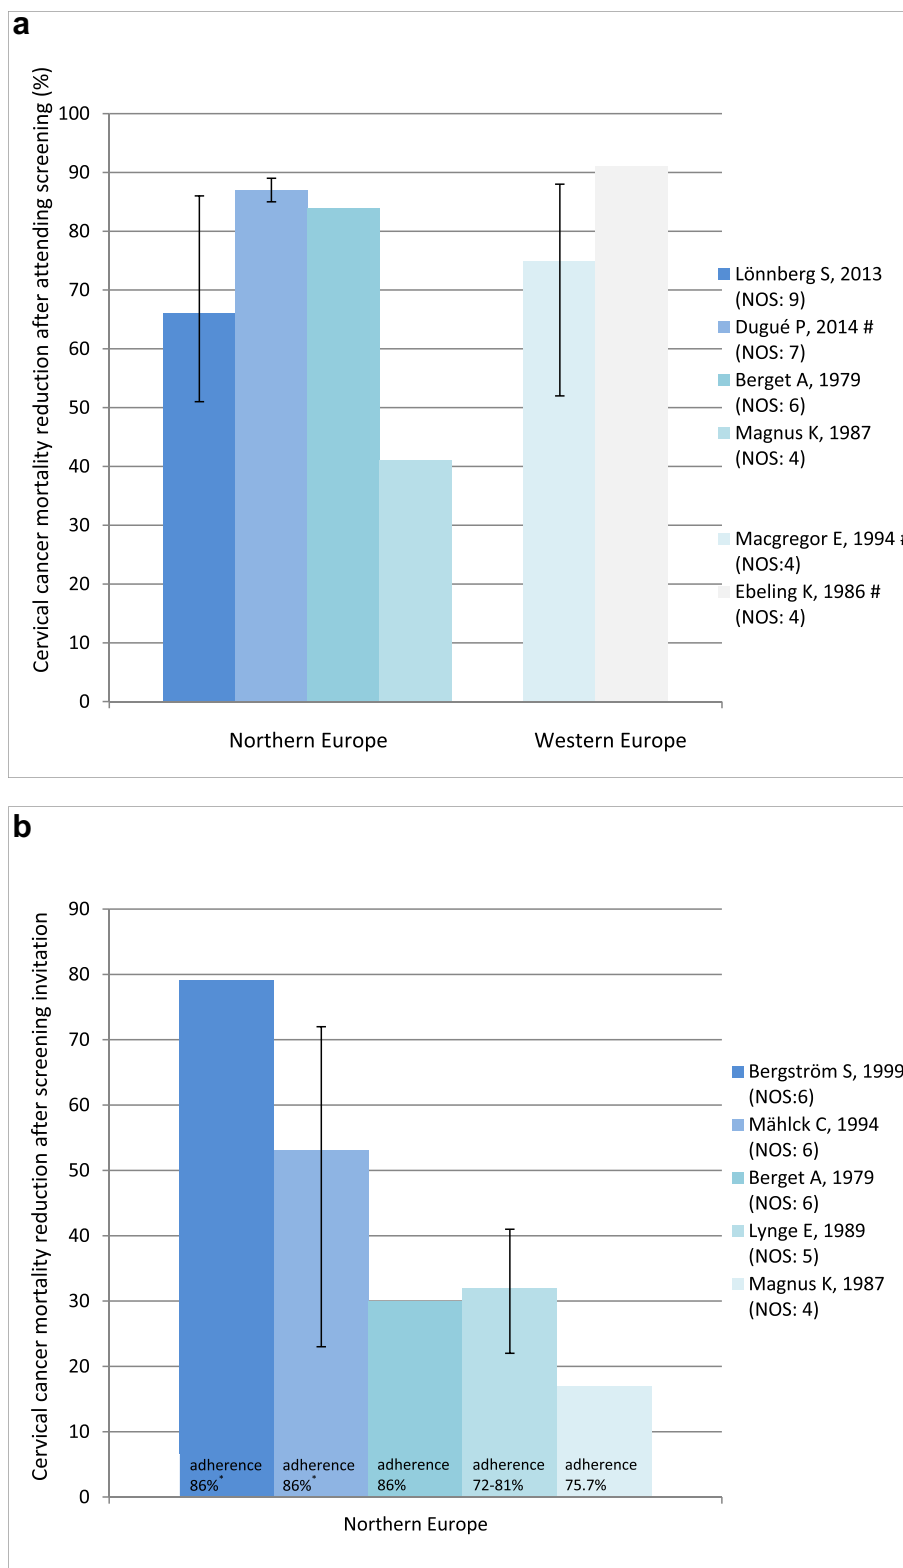 a
Cervical cancer mortality reduction after attending screening (%)
100
90
80
70
60
50
40
30
20
10
0
Northern Europe
Western Europe
Lönnberg S, 2013
(NOS: 9)
Dugué P, 2014 #
(NOS: 7)
Berget A, 1979
(NOS: 6)
Magnus K, 1987
(NOS: 4)
Macgregor E, 1994 #
(NOS:4)
Ebeling K, 1986 #
(NOS: 4)
b
Cervical cancer mortality reduction after screening invitation
90
80
70
60
50
40
30
20
10
0
adherence
86%*
adherence
86%*
adherence
86%
adherence
72-81%
adherence
75.7%
Northern Europe
Bergström S, 1999
(NOS:6)
Mählck C, 1994
(NOS: 6)
Berget A, 1979
(NOS: 6)
Lynge E, 1989
(NOS: 5)
Magnus K, 1987
(NOS: 4)